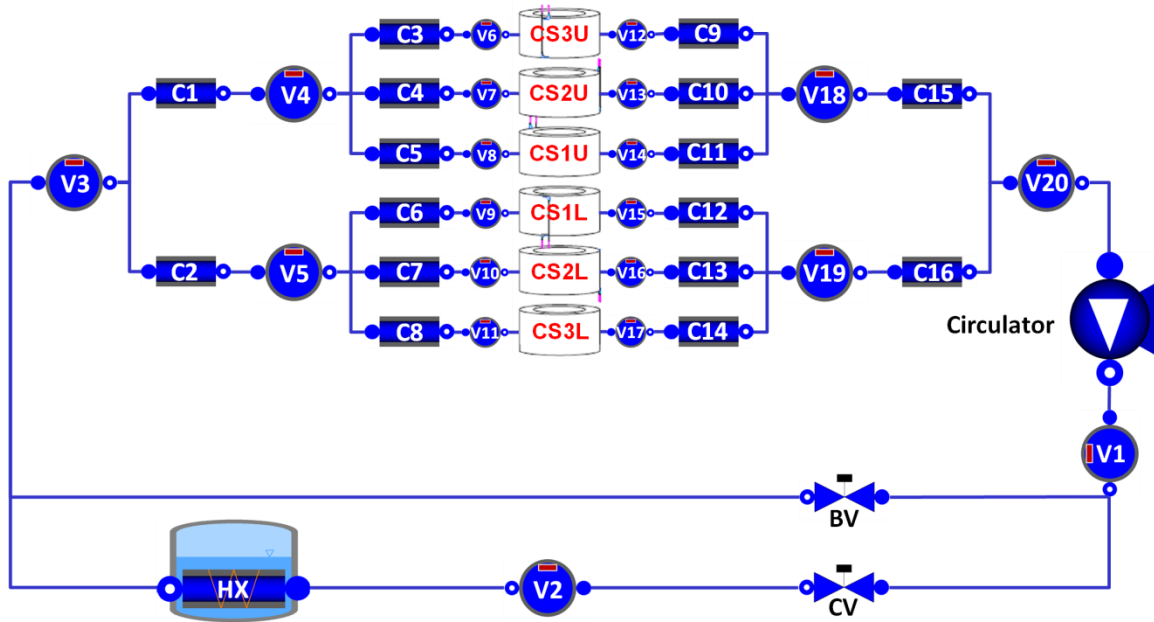 C3 V6 CS3U V12 C9
C1 V4 C4 V7 CS2U V13 C10 V18 C15
C5 V8 CS1U V14 C11
V3 V20
C6 V9 CS1L V15 C12
C2 V5 C7 V10 CS2L V16 C13 V19 C16
C8 V11 CS3L V17 C14
Circulator
V1
BV
HX V2
CV